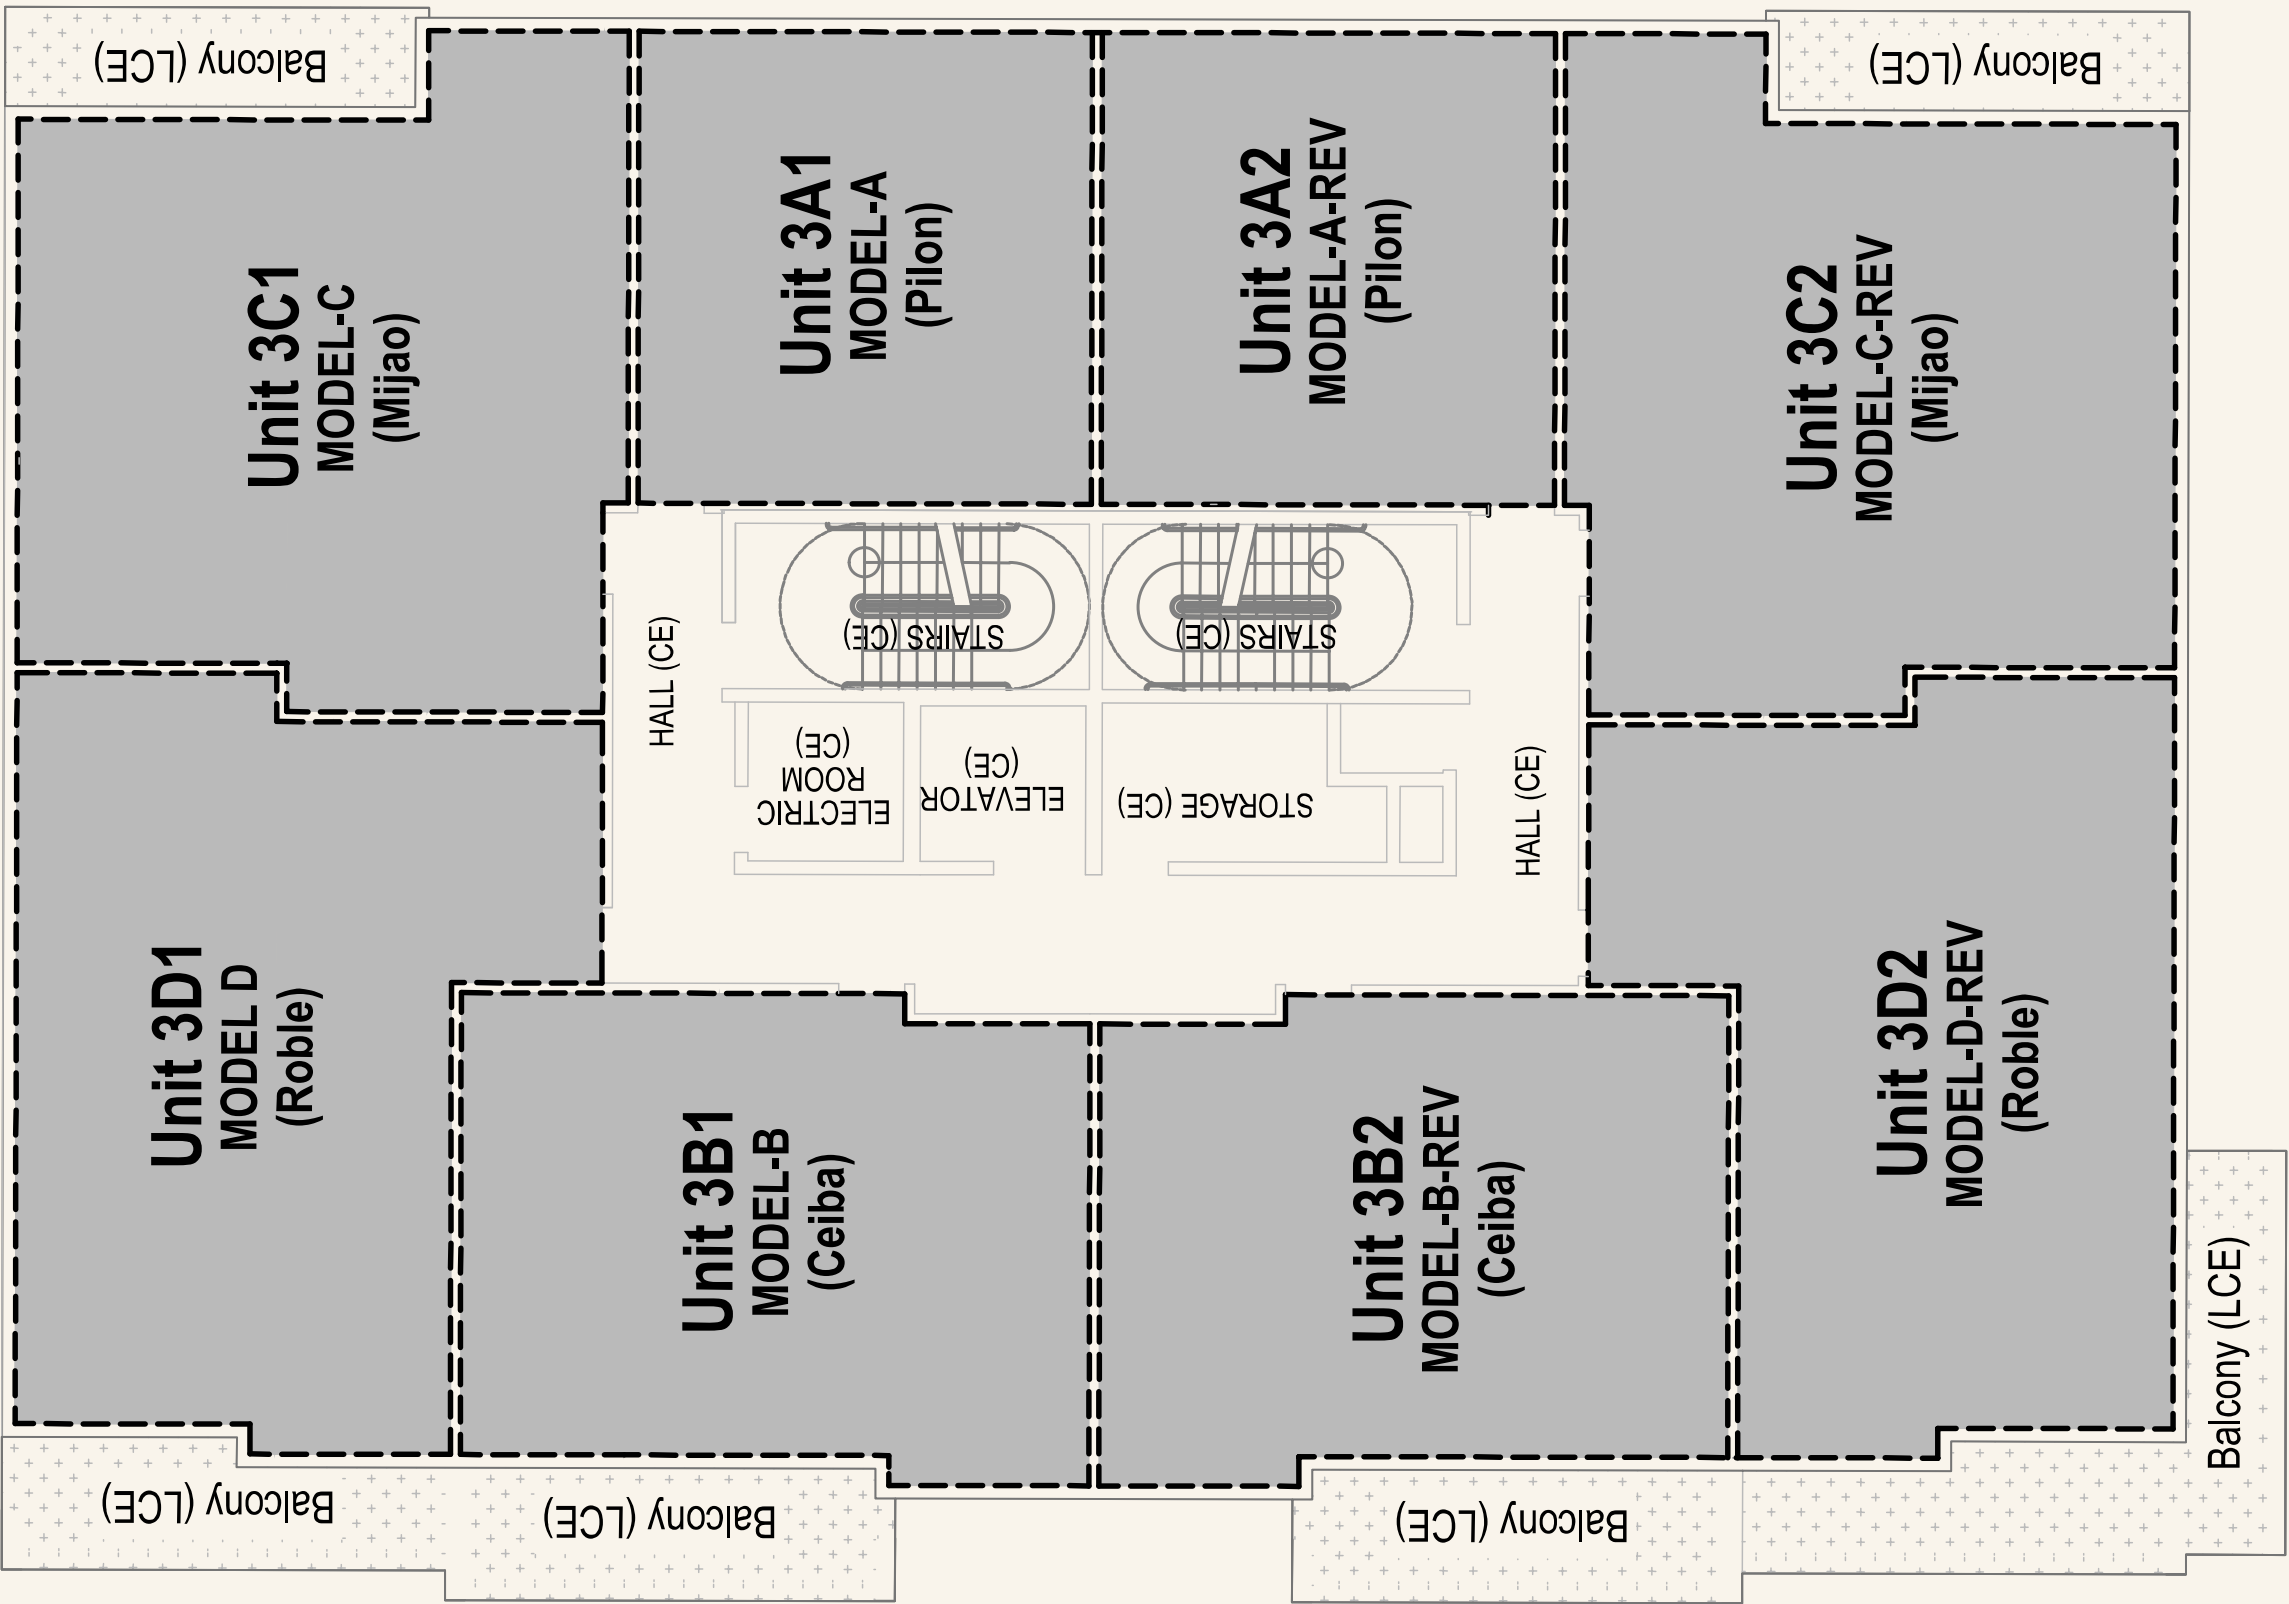 Balcony (LCE)
Balcony (LCE)
Unit 3C1
MODEL-C
(Mijao)
Unit 3A1
MODEL-A
(Pilon)
Unit 3A2
MODEL-A-REV
(Pilon)
Unit 3C2
MODEL-C-REV
(Mijao)
HALL (CE)
STAIRS (CE)
STAIRS (CE)
ELECTRIC
ROOM
(CE)
ELEVATOR
(CE)
STORAGE (CE)
HALL (CE)
Unit 3D1
MODEL D
(Roble)
Unit 3B1
MODEL-B
(Ceiba)
Unit 3B2
MODEL-B-REV
(Ceiba)
Unit 3D2
MODEL-D-REV
(Roble)
Balcony (LCE)
Balcony (LCE)
Balcony (LCE)
Balcony (LCE)